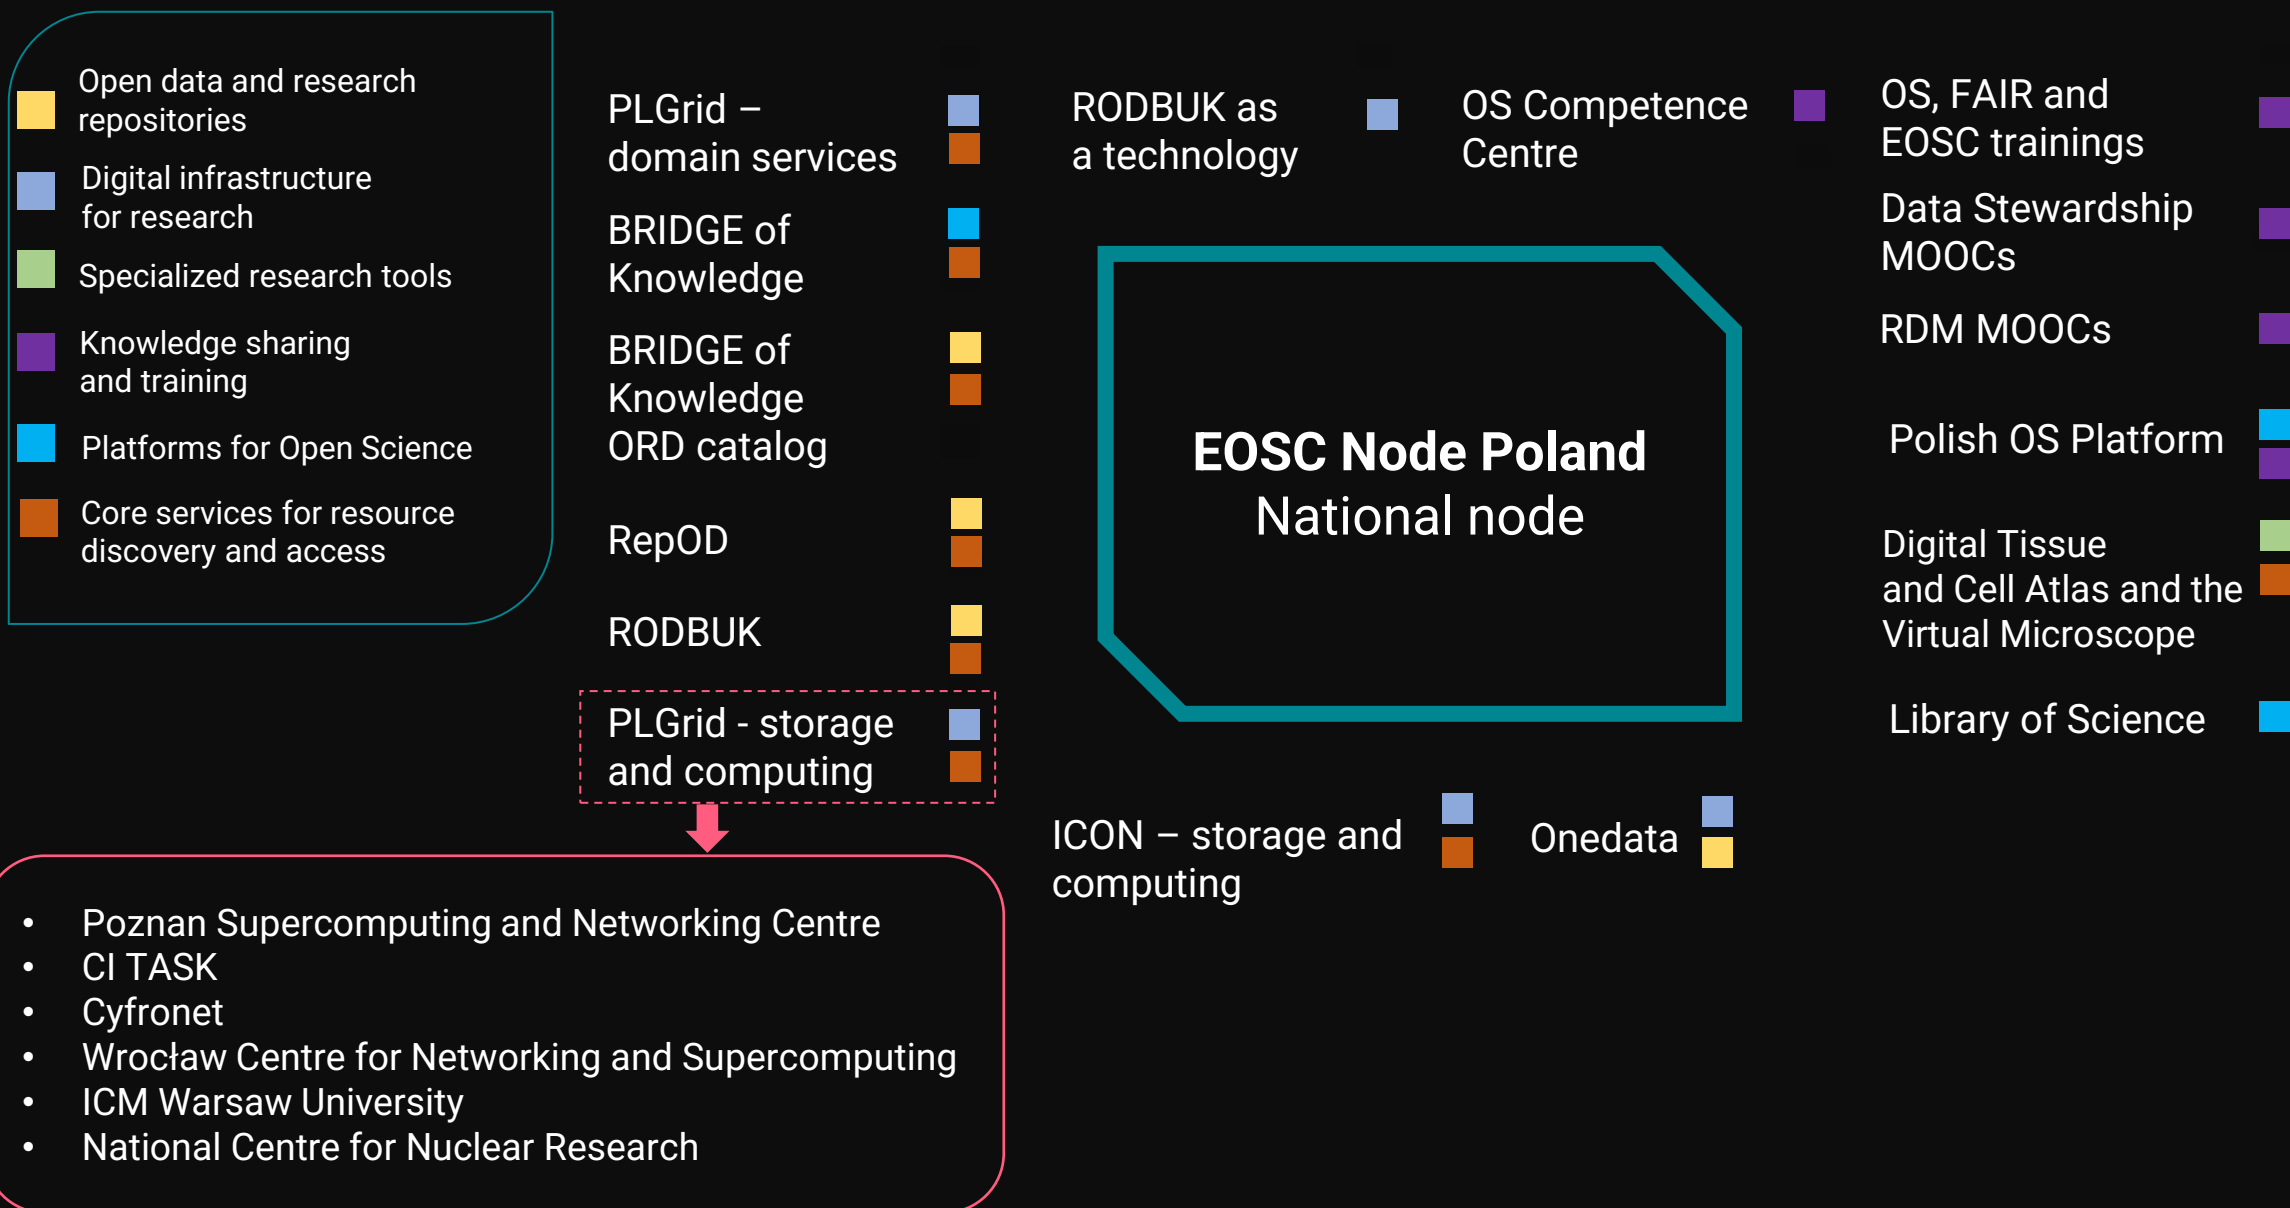 Open data and research
repositories
Digital infrastructure
for research
Specialized research tools
Knowledge sharing
and training
Platforms for Open Science
Core services for resource
discovery and access
PLGrid –
domain services
BRIDGE of
Knowledge
BRIDGE of
Knowledge
ORD catalog
RepOD
RODBUK
PLGrid - storage
and computing
• Poznan Supercomputing and Networking Centre
• CI TASK
• Cyfronet
• Wrocław Centre for Networking and Supercomputing
• ICM Warsaw University
• National Centre for Nuclear Research
RODBUK as
a technology
OS Competence
Centre
EOSC Node Poland
National node
ICON – storage and
computing
Onedata
OS, FAIR and
EOSC trainings
Data Stewardship
MOOCs
RDM MOOCs
Polish OS Platform
Digital Tissue
and Cell Atlas and the
Virtual Microscope
Library of Science